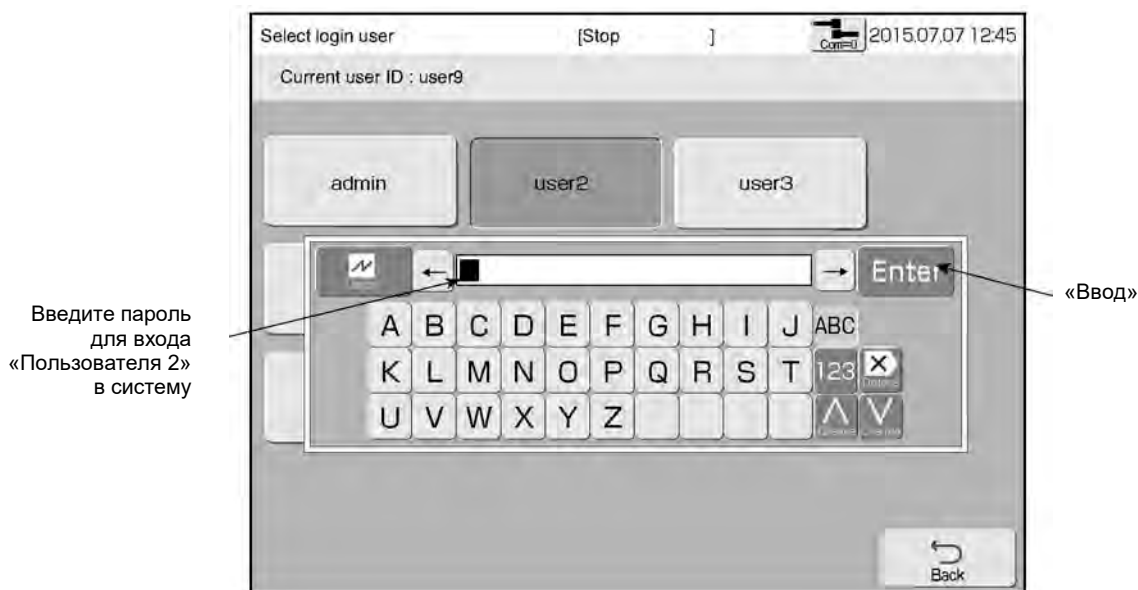 Select login user [Stop ] Com=0 2015.07.07 12:45
Current user ID : user9
admin user2 user3
Enter
«Ввод»
Введите пароль
для входа
«Пользователя 2»
в систему
A B C D E F G H I J ABC
K L M N O P Q R S T 123
U V W X Y Z
Back